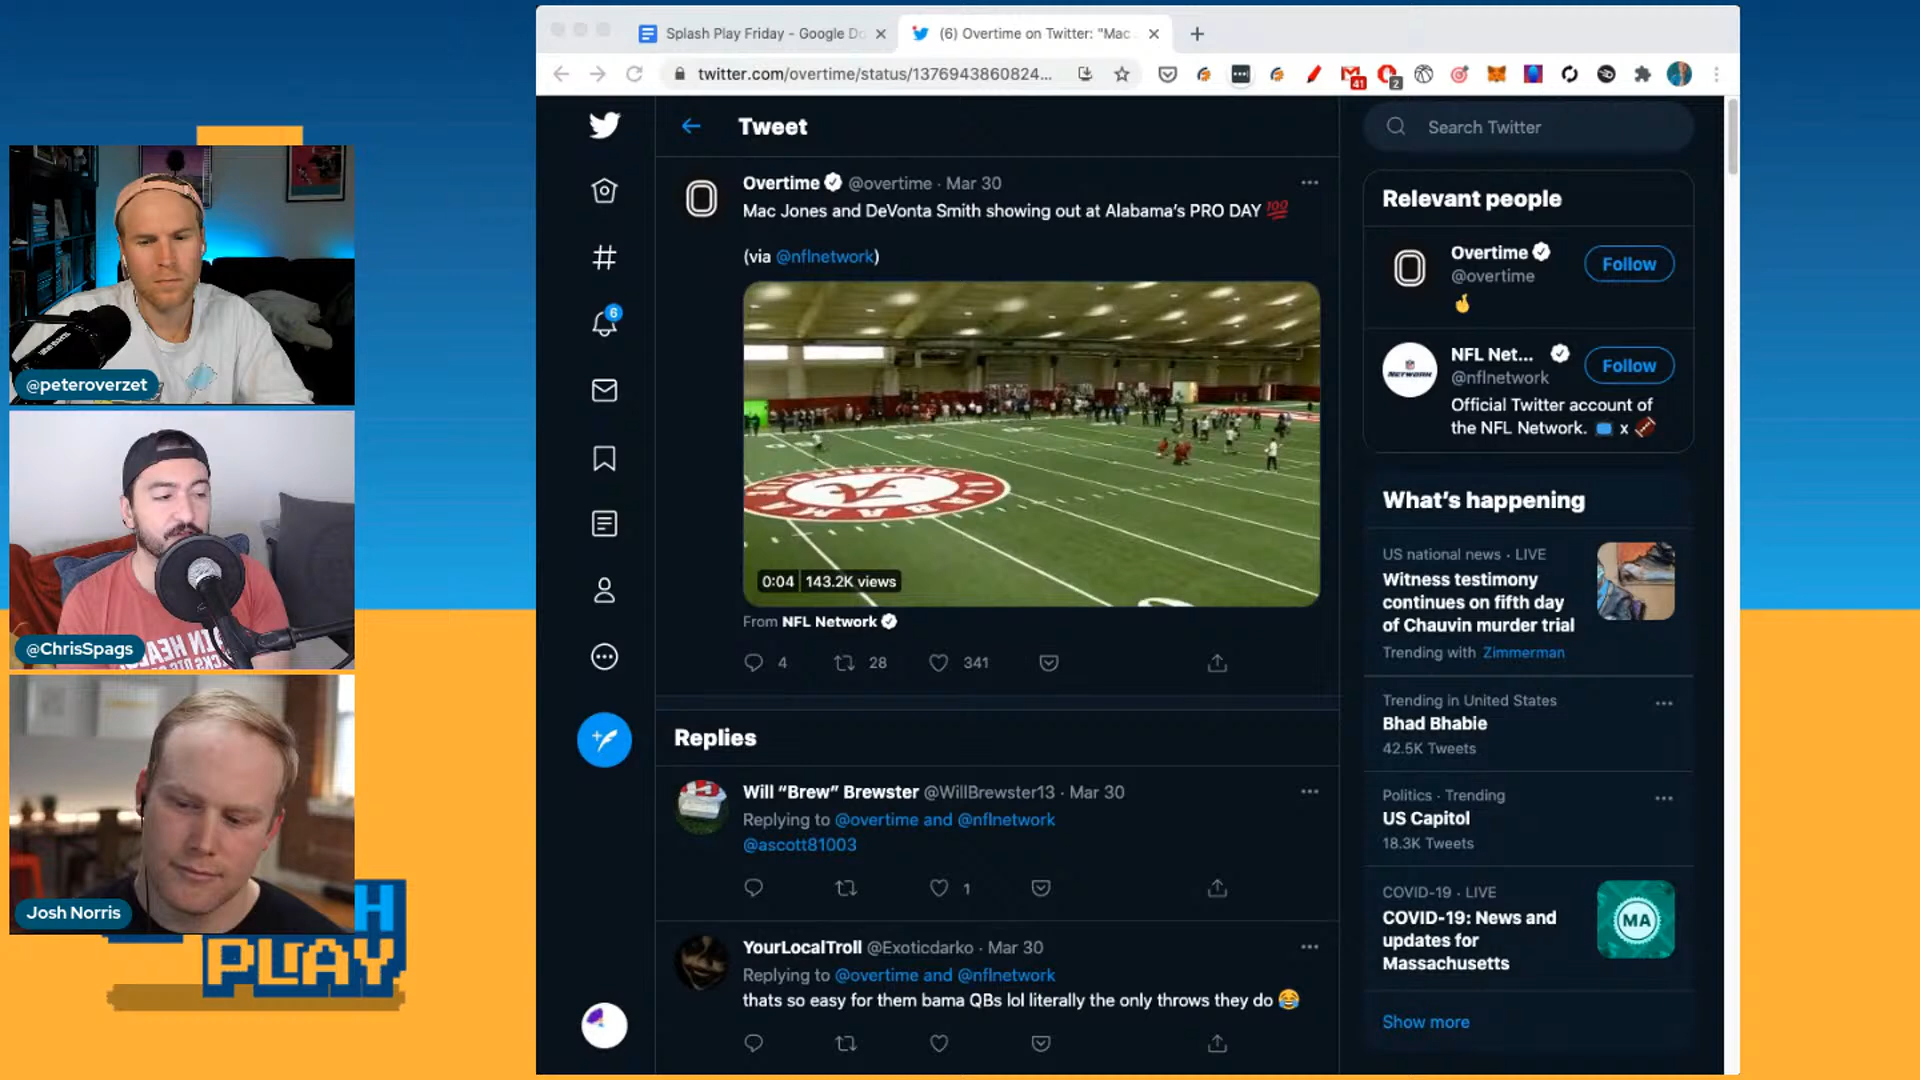 Splash Play Friday - Google Do
(6) Overtime on Twitter: "Mac
twitter.com/overtime/status/1376943860824...
41
2
Tweet
Search Twitter
Overtime @overtime · Mar 30
Mac Jones and DeVonta Smith showing out at Alabama's PRO DAY 💯
(via @nflnetwork)
0:04 143.2K views
From NFL Network
4
28
341
6
Replies
Will “Brew” Brewster @WillBrewster13 · Mar 30
Replying to @overtime and @nflnetwork
@ascott81003
1
YourLocalTroll @Exoticdarko · Mar 30
Replying to @overtime and @nflnetwork
thats so easy for them bama QBs lol literally the only throws they do 😂
Relevant people
Overtime
@overtime
Follow
NFL Net...
@nflnetwork
Follow
Official Twitter account of
the NFL Network. x 🏈
What's happening
US national news · LIVE
Witness testimony
continues on fifth day
of Chauvin murder trial
Trending with Zimmerman
Trending in United States
Bhad Bhabie
42.5K Tweets
Politics · Trending
US Capitol
18.3K Tweets
COVID-19 · LIVE
COVID-19: News and
updates for
Massachusetts
MA
Show more
@peteroverzet
@ChrisSpags
Josh Norris
H
PLAY